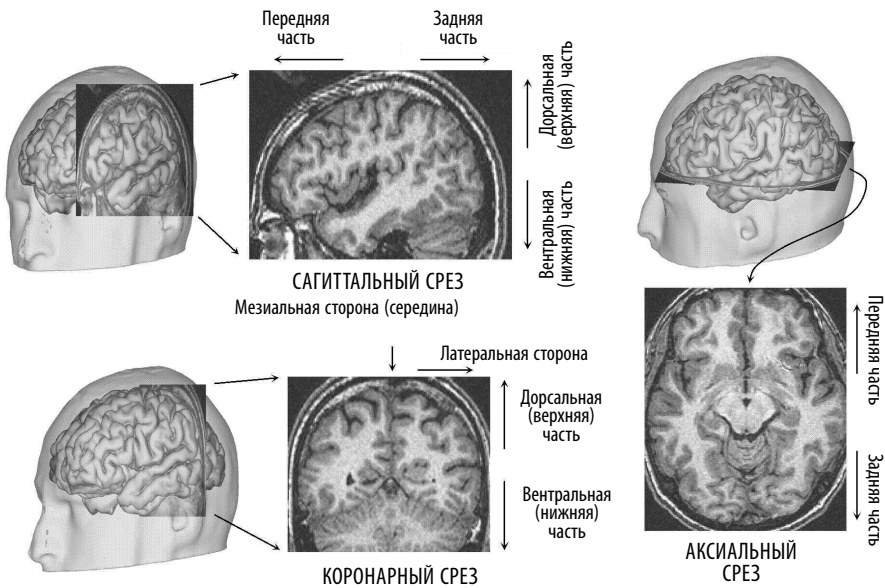 Передняя
часть
Задняя
часть
Дорсальная
(верхняя) часть
Вентральная
(нижняя) часть
САГИТТАЛЬНЫЙ СРЕЗ
Мезиальная сторона (середина)
Латеральная сторона
Дорсальная
(верхняя)
часть
Вентральная
(нижняя)
часть
КОРОНАРНЫЙ СРЕЗ
Передняя часть
Задняя часть
АКСИАЛЬНЫЙ
СРЕЗ